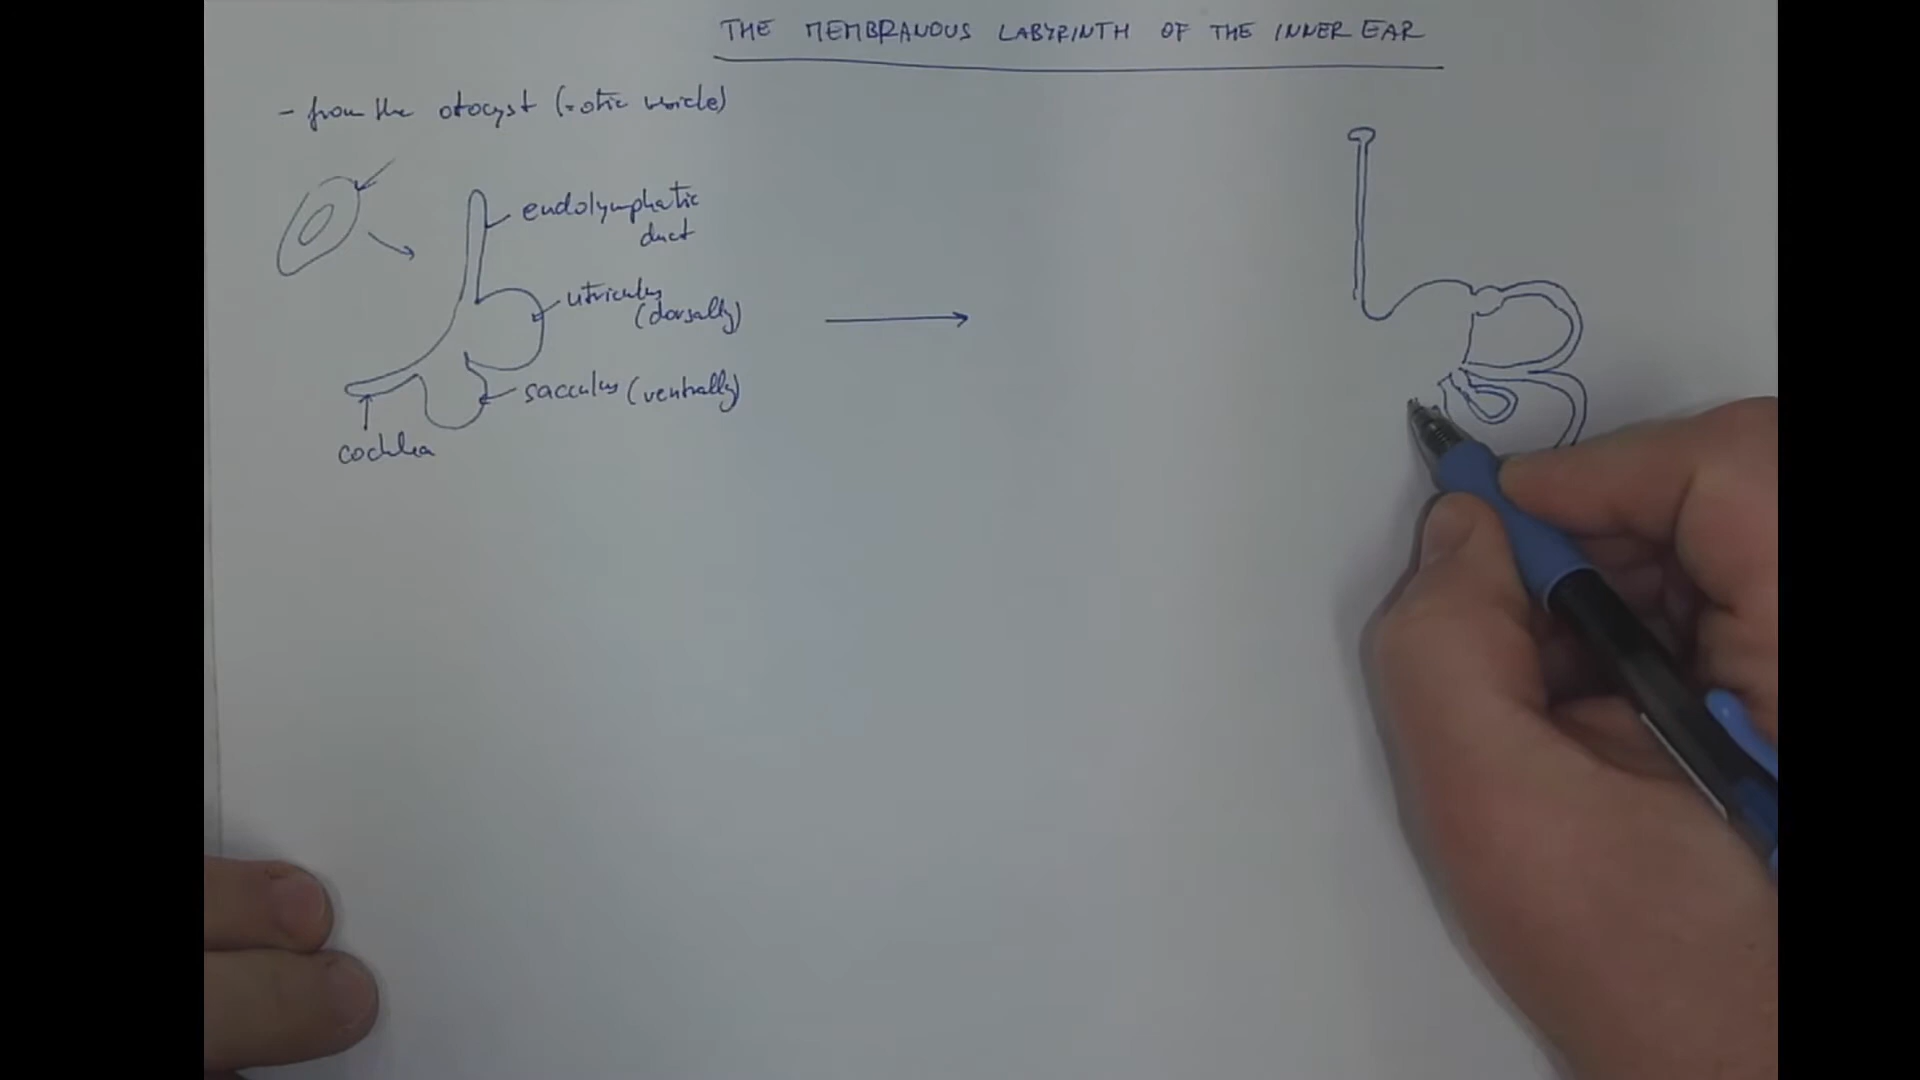 THE MEMBRANOUS LABYRINTH OF THE INNER EAR
- from the otocyst (= otic vesicle)
endolymphatic
duct
utriculus
(dorsally)
sacculus (ventrally)
cochlea